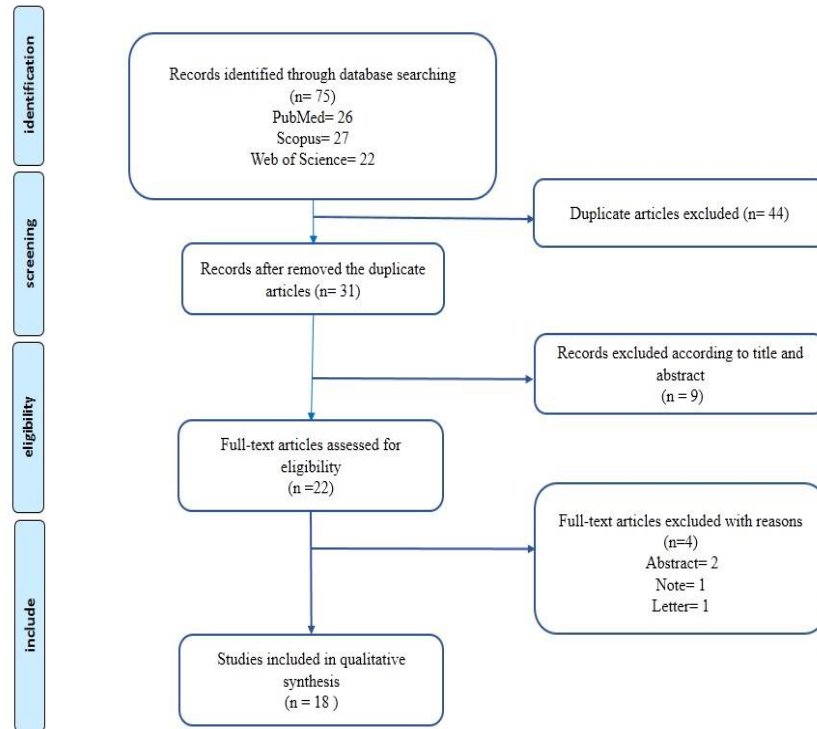 identification
Records identified through database searching
(n= 75)
PubMed= 26
Scopus= 27
Web of Science= 22
screening
Duplicate articles excluded (n= 44)
Records after removed the duplicate
articles (n= 31)
eligibility
Records excluded according to title and
abstract
(n = 9)
Full-text articles assessed for
eligibility
(n =22)
include
Full-text articles excluded with reasons
(n=4)
Abstract= 2
Note= 1
Letter= 1
Studies included in qualitative
synthesis
(n = 18 )